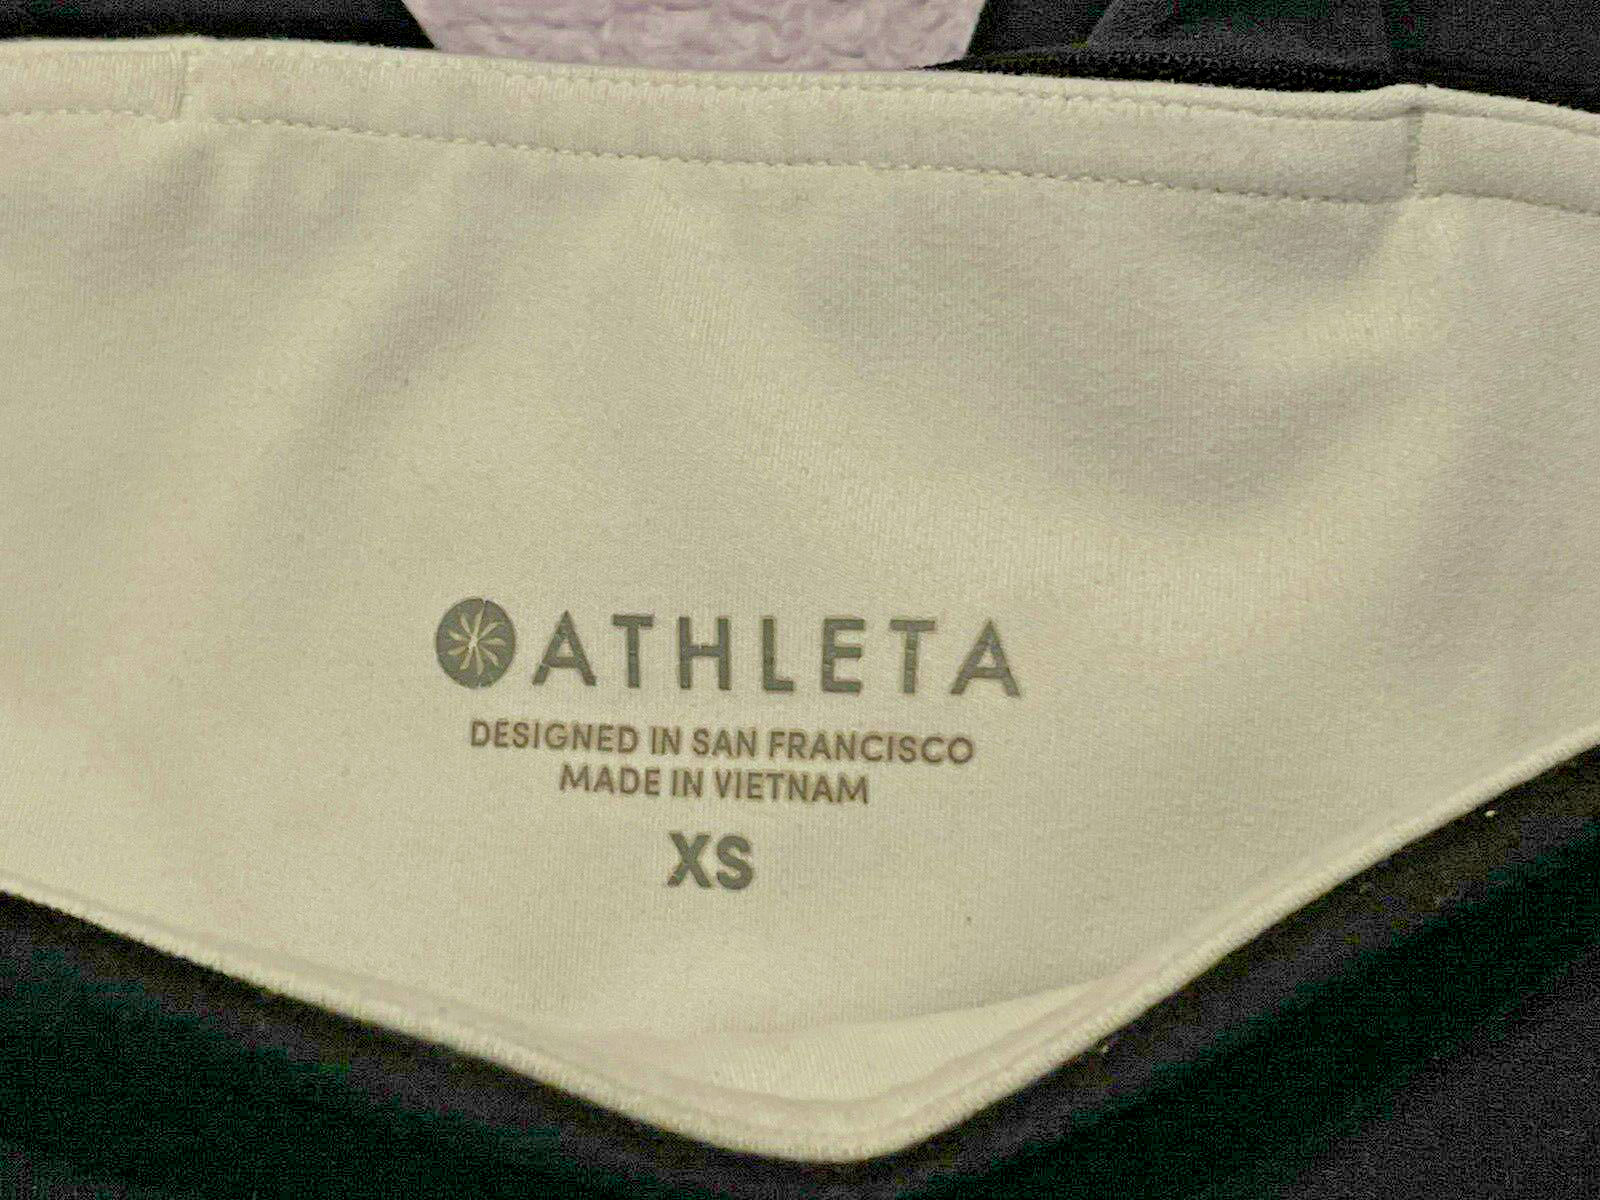 ATHLETA
DESIGNED IN SAN FRANCISCO
MADE IN VIETNAM
XS